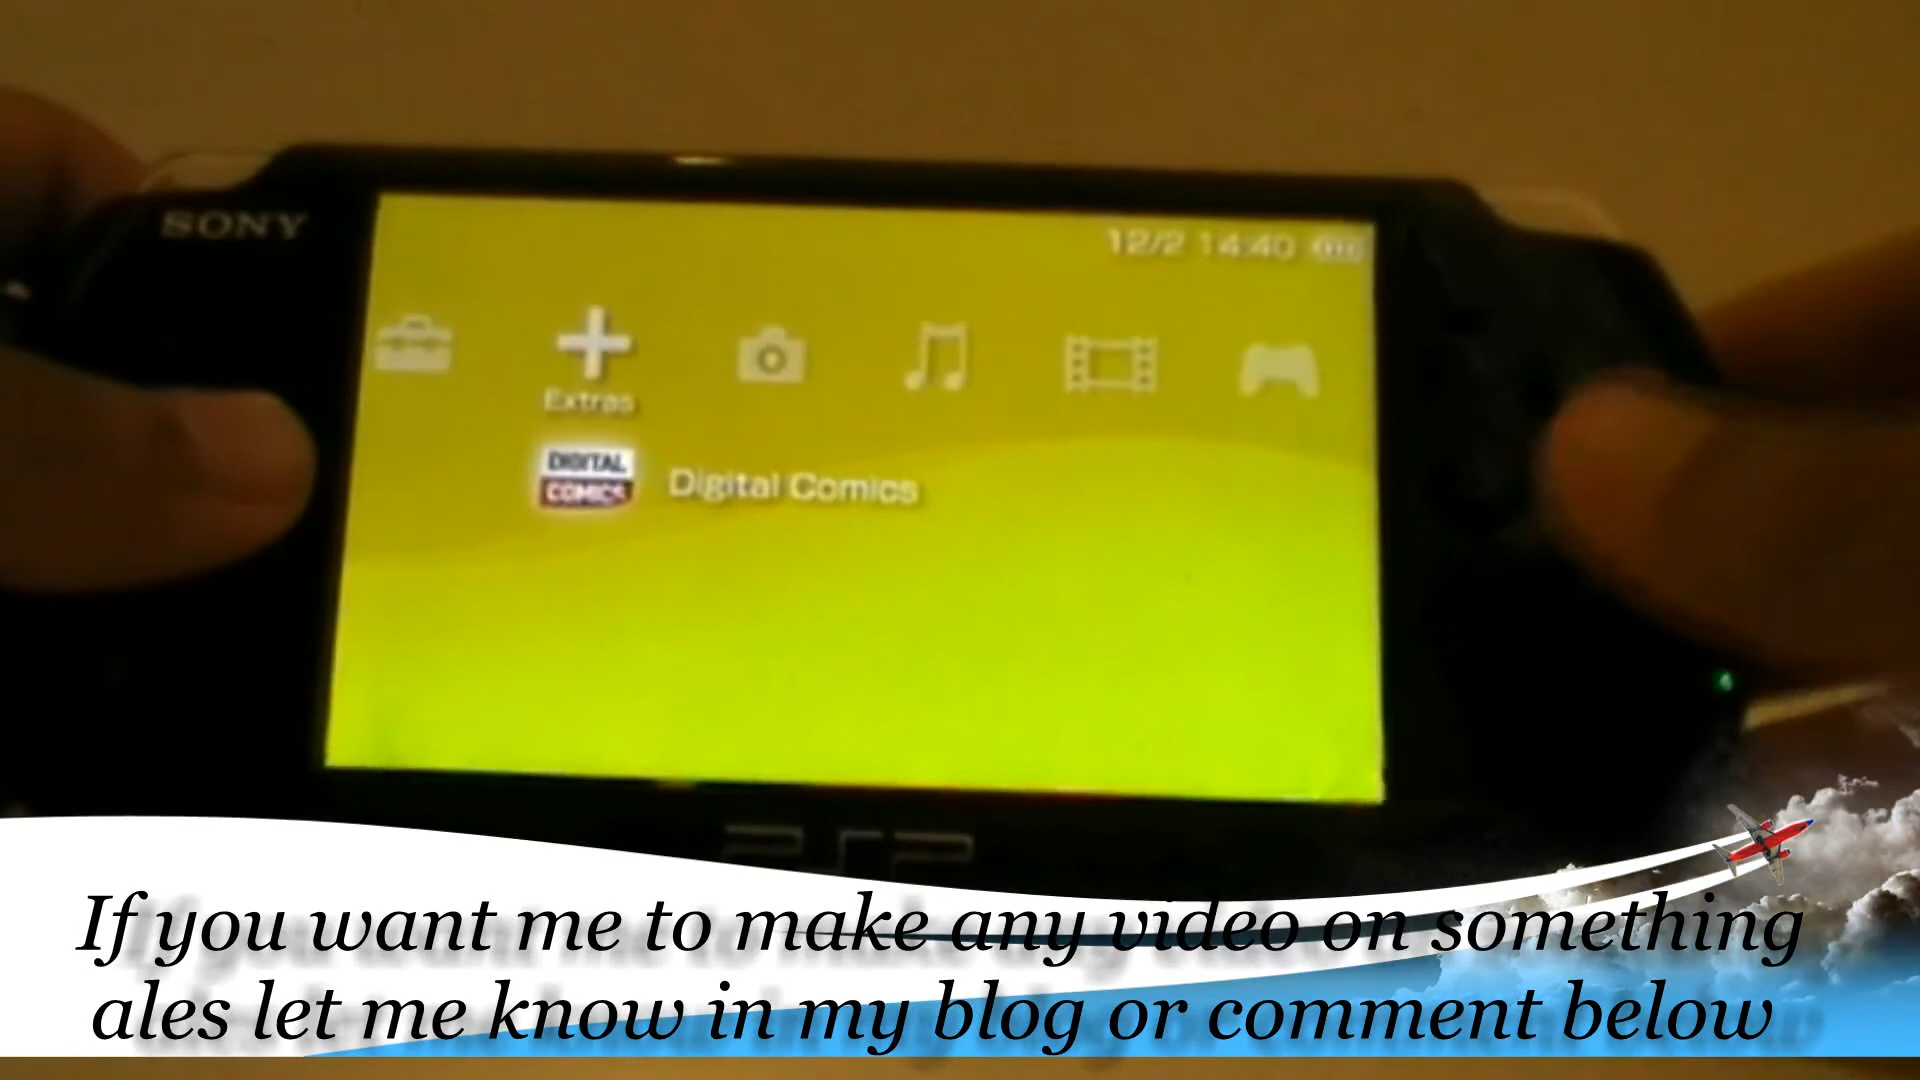 SONY
12/2 14:40
Extras
DIGITAL
COMICS
Digital Comics
PSP
If you want me to make any video on something
ales let me know in my blog or comment below